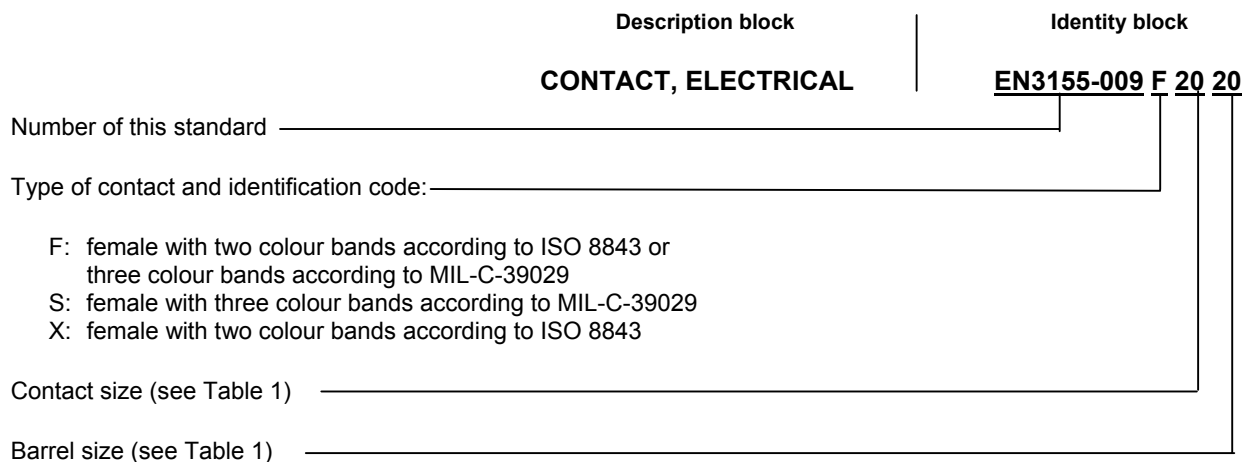 Description block Identity block
CONTACT, ELECTRICAL EN3155-009 F 20 20
Number of this standard
Type of contact and identification code:
F: female with two colour bands according to ISO 8843 or
three colour bands according to MIL-C-39029
S: female with three colour bands according to MIL-C-39029
X: female with two colour bands according to ISO 8843
Contact size (see Table 1)
Barrel size (see Table 1)